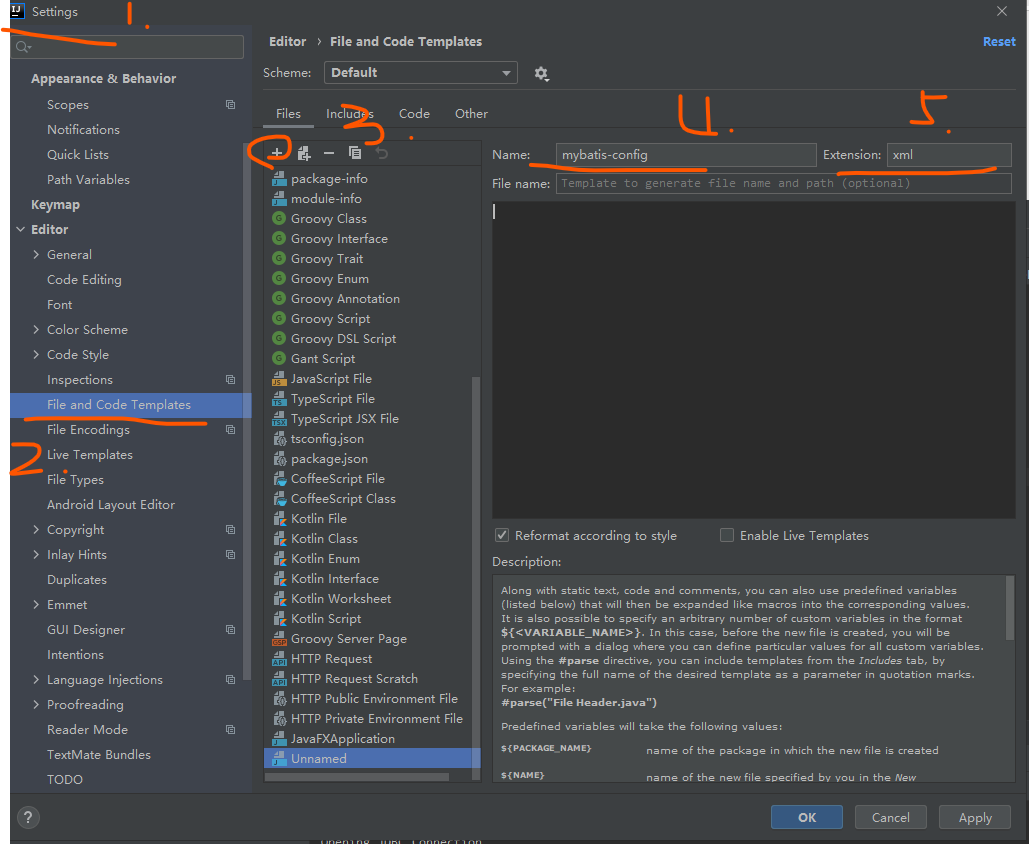 Settings
1.
Editor › File and Code Templates
Reset
Scheme:
Default
Appearance & Behavior
Scopes
Notifications
Quick Lists
Path Variables
Keymap
Editor
General
Code Editing
Font
Color Scheme
Code Style
Inspections
File and Code Templates
File Encodings
2.
Live Templates
File Types
Android Layout Editor
Copyright
Inlay Hints
Duplicates
Emmet
GUI Designer
Intentions
Language Injections
Proofreading
Reader Mode
TextMate Bundles
TODO
Files
Includes
Code
Other
3.
package-info
module-info
Groovy Class
Groovy Interface
Groovy Trait
Groovy Enum
Groovy Annotation
Groovy Script
Groovy DSL Script
Gant Script
JavaScript File
TypeScript File
TypeScript JSX File
tsconfig.json
package.json
CoffeeScript File
CoffeeScript Class
Kotlin File
Kotlin Class
Kotlin Enum
Kotlin Interface
Kotlin Worksheet
Kotlin Script
Groovy Server Page
HTTP Request
HTTP Request Scratch
HTTP Public Environment File
HTTP Private Environment File
JavaFXApplication
Unnamed
4.
5.
Name: mybatis-config Extension: xml
File name: Template to generate file name and path (optional)
Reformat according to style
Enable Live Templates
Description:
Along with static text, code and comments, you can also use predefined variables
(listed below) that will then be expanded like macros into the corresponding values.
It is also possible to specify an arbitrary number of custom variables in the format
${<VARIABLE_NAME>}. In this case, before the new file is created, you will be
prompted with a dialog where you can define particular values for all custom variables.
Using the #parse directive, you can include templates from the Includes tab, by
specifying the full name of the desired template as a parameter in quotation marks.
For example:
#parse("File Header.java")
Predefined variables will take the following values:
${PACKAGE_NAME} name of the package in which the new file is created
${NAME} name of the new file specified by you in the New
?
OK
Cancel
Apply